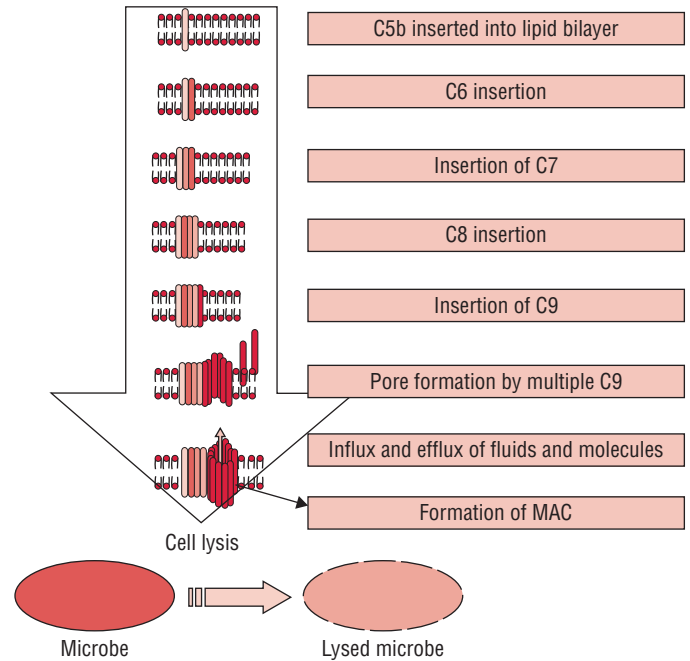 C5b inserted into lipid bilayer
C6 insertion
Insertion of C7
C8 insertion
Insertion of C9
Pore formation by multiple C9
Influx and efflux of fluids and molecules
Formation of MAC
Cell lysis
Microbe
Lysed microbe